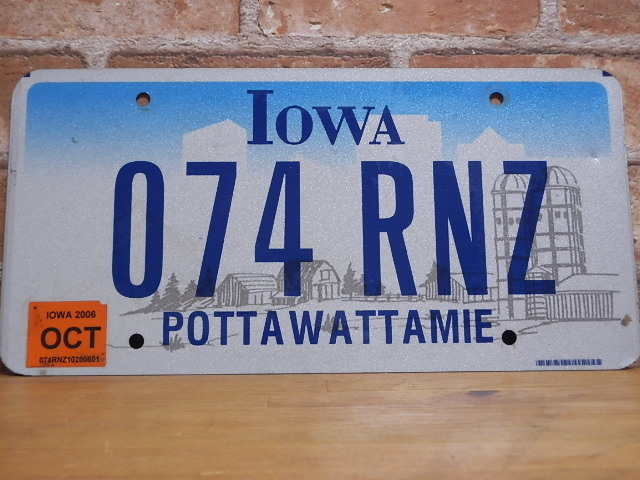 IOWA
074 RNZ
IOWA 2006
OCT
074RNZ10200601
POTTAWATTAMIE